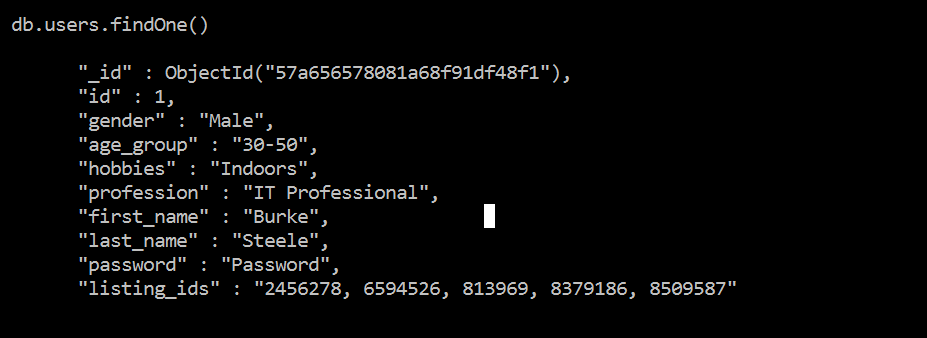 db.users.findOne()
"_id" : ObjectId("57a656578081a68f91df48f1"),
"id" : 1,
"gender" : "Male",
"age_group" : "30-50",
"hobbies" : "Indoors",
"profession" : "IT Professional",
"first_name" : "Burke",
"last_name" : "Steele",
"password" : "Password",
"listing_ids" : "2456278, 6594526, 813969, 8379186, 8509587"